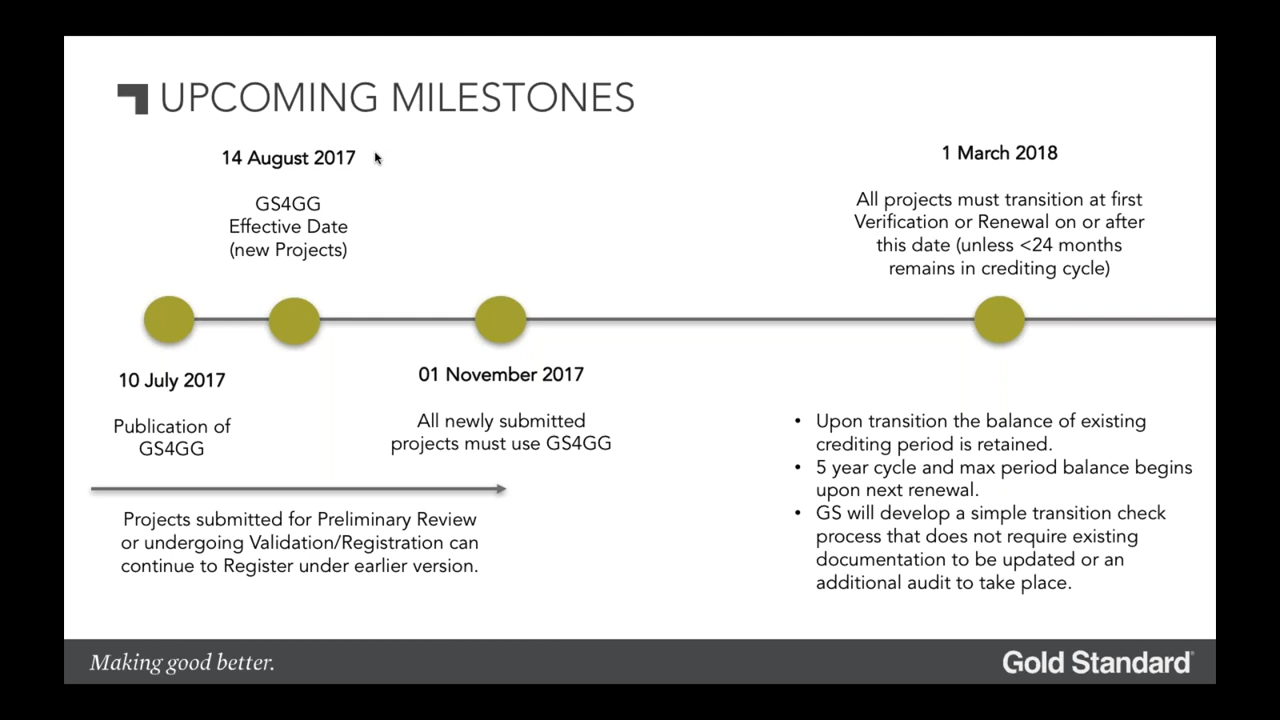 UPCOMING MILESTONES
14 August 2017
GS4GG
Effective Date
(new Projects)
1 March 2018
All projects must transition at first
Verification or Renewal on or after
this date (unless <24 months
remains in crediting cycle)
10 July 2017
Publication of
GS4GG
01 November 2017
All newly submitted
projects must use GS4GG
Projects submitted for Preliminary Review
or undergoing Validation/Registration can
continue to Register under earlier version.
• Upon transition the balance of existing
crediting period is retained.
• 5 year cycle and max period balance begins
upon next renewal.
• GS will develop a simple transition check
process that does not require existing
documentation to be updated or an
additional audit to take place.
Making good better.
Gold Standard®